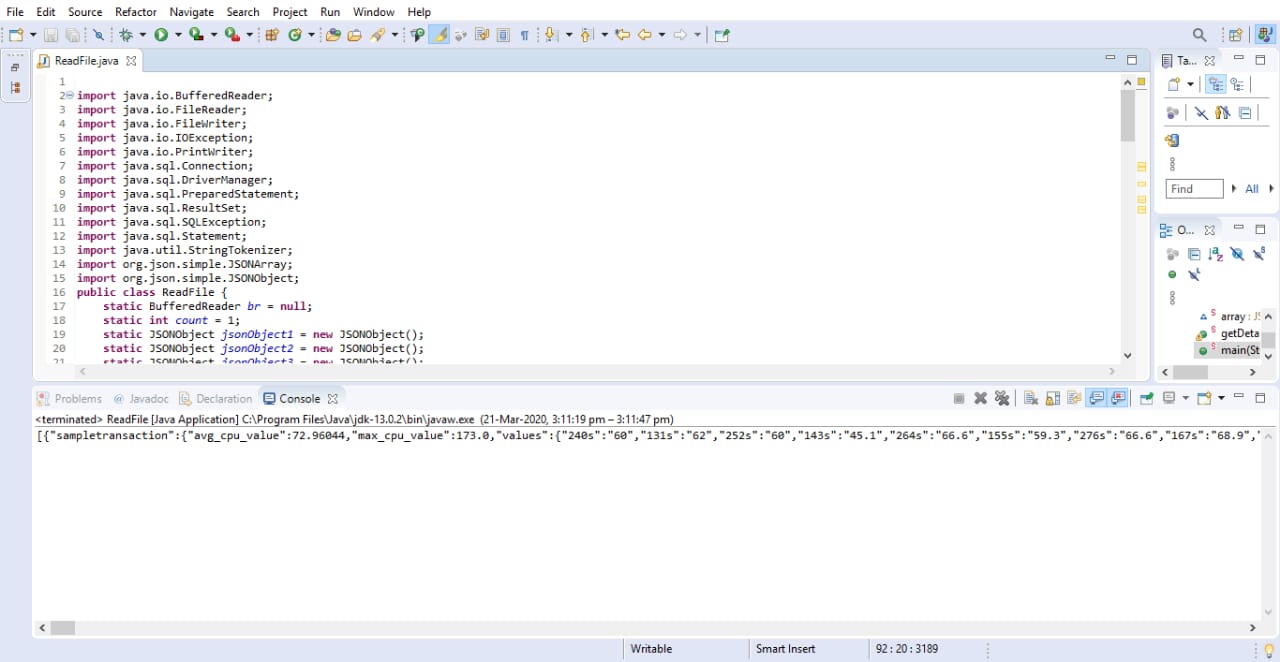 File Edit Source Refactor Navigate Search Project Run Window Help
ReadFile.java
1
2 import java.io.BufferedReader;
3 import java.io.FileReader;
4 import java.io.FileWriter;
5 import java.io.IOException;
6 import java.io.PrintWriter;
7 import java.sql.Connection;
8 import java.sql.DriverManager;
9 import java.sql.PreparedStatement;
10 import java.sql.ResultSet;
11 import java.sql.SQLException;
12 import java.sql.Statement;
13 import java.util.StringTokenizer;
14 import org.json.simple.JSONArray;
15 import org.json.simple.JSONObject;
16 public class ReadFile {
17 static BufferedReader br = null;
18 static int count = 1;
19 static JSONObject jsonObject1 = new JSONObject();
20 static JSONObject jsonObject2 = new JSONObject();
21 static JSONObject jsonObject3 = new JSONObject();
Ta...
Find All
O...
array : JS
getDeta
main(St
Problems Javadoc Declaration Console
<terminated> ReadFile [Java Application] C:\Program Files\Java\jdk-13.0.2\bin\javaw.exe (21-Mar-2020, 3:11:19 pm – 3:11:47 pm)
[{"sampletransaction":{"avg_cpu_value":72.96044,"max_cpu_value":173.0,"values":{"240s":"60","131s":"62","252s":"60","143s":"45.1","264s":"66.6","155s":"59.3","276s":"66.6","167s":"68.9","
Writable Smart Insert 92 : 20 : 3189